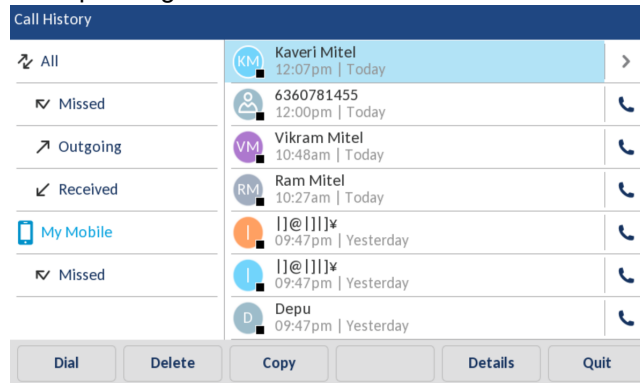 Call History
All
Missed
Outgoing
Received
My Mobile
Missed
KM
Kaveri Mitel
12:07pm | Today
6360781455
12:00pm | Today
VM
Vikram Mitel
10:48am | Today
RM
Ram Mitel
10:27am | Today
|
|]@|]|]¥
09:47pm | Yesterday
|
|]@|]|]¥
09:47pm | Yesterday
D
Depu
09:47pm | Yesterday
Dial
Delete
Copy
Details
Quit